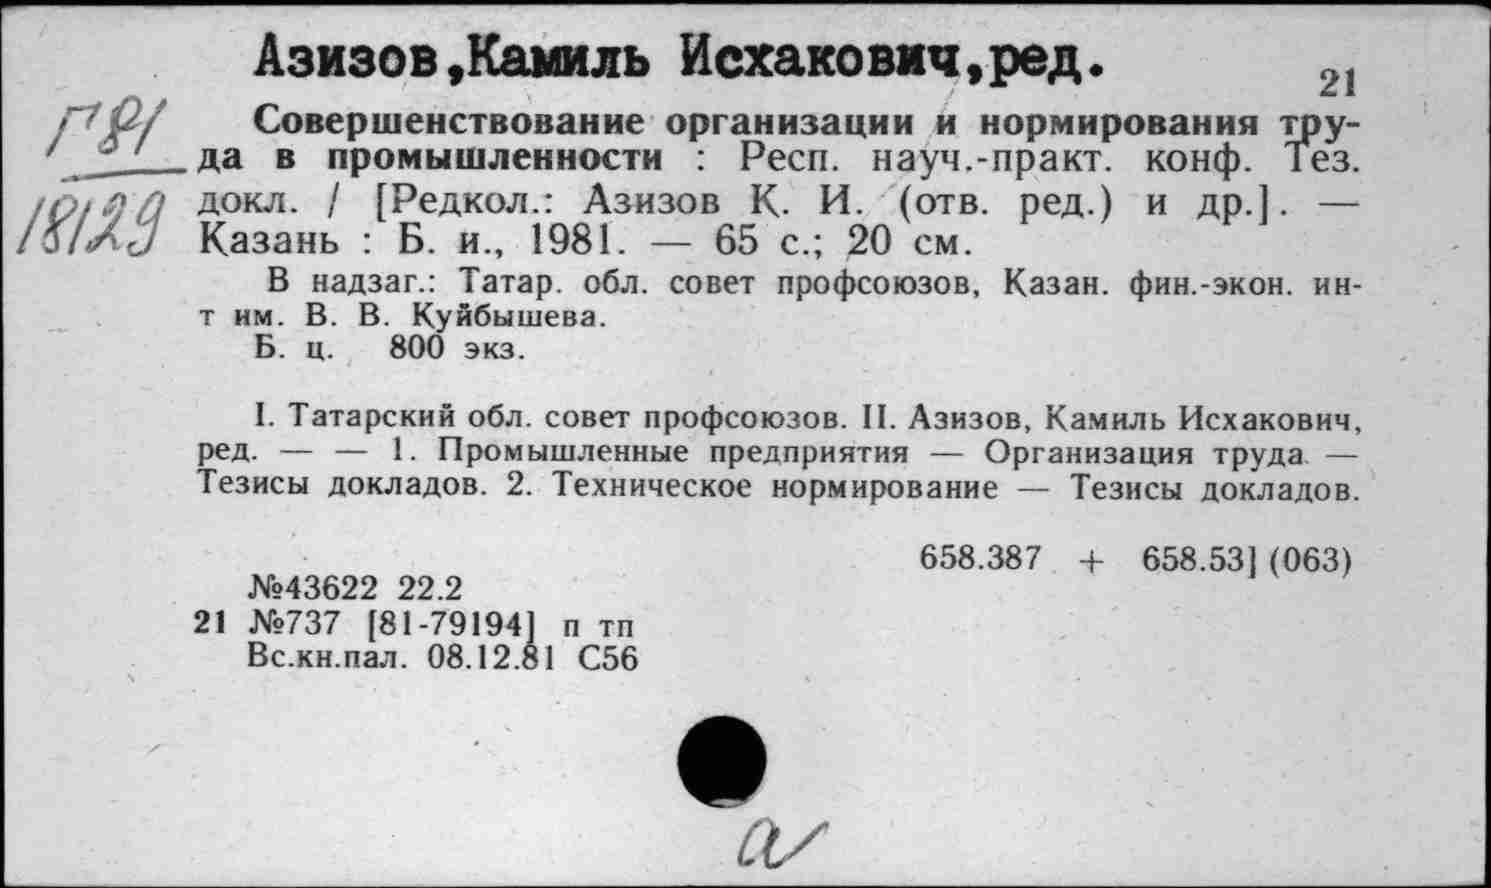 Азизов,Камиль Исхакович,ред.
21
Г81
18129
Совершенствование организации и нормирования тру-
да в промышленности : Респ. науч.-практ. конф. Тез.
докл. / [Редкол.: Азизов К. И. (отв. ред.) и др.]. —
Казань : Б. и., 1981. — 65 с.; 20 см.
В надзаг.: Татар. обл. совет профсоюзов, Казан. фин.-экон. ин-
т им. В. В. Куйбышева.
Б. ц. 800 экз.
I. Татарский обл. совет профсоюзов. II. Азизов, Камиль Исхакович,
ред. — — 1. Промышленные предприятия — Организация труда —
Тезисы докладов. 2. Техническое нормирование — Тезисы докладов.
658.387 + 658.53] (063)
№43622 22.2
21 №737 [81-79194] п тп
Вс.кн.пал. 08.12.81 С56